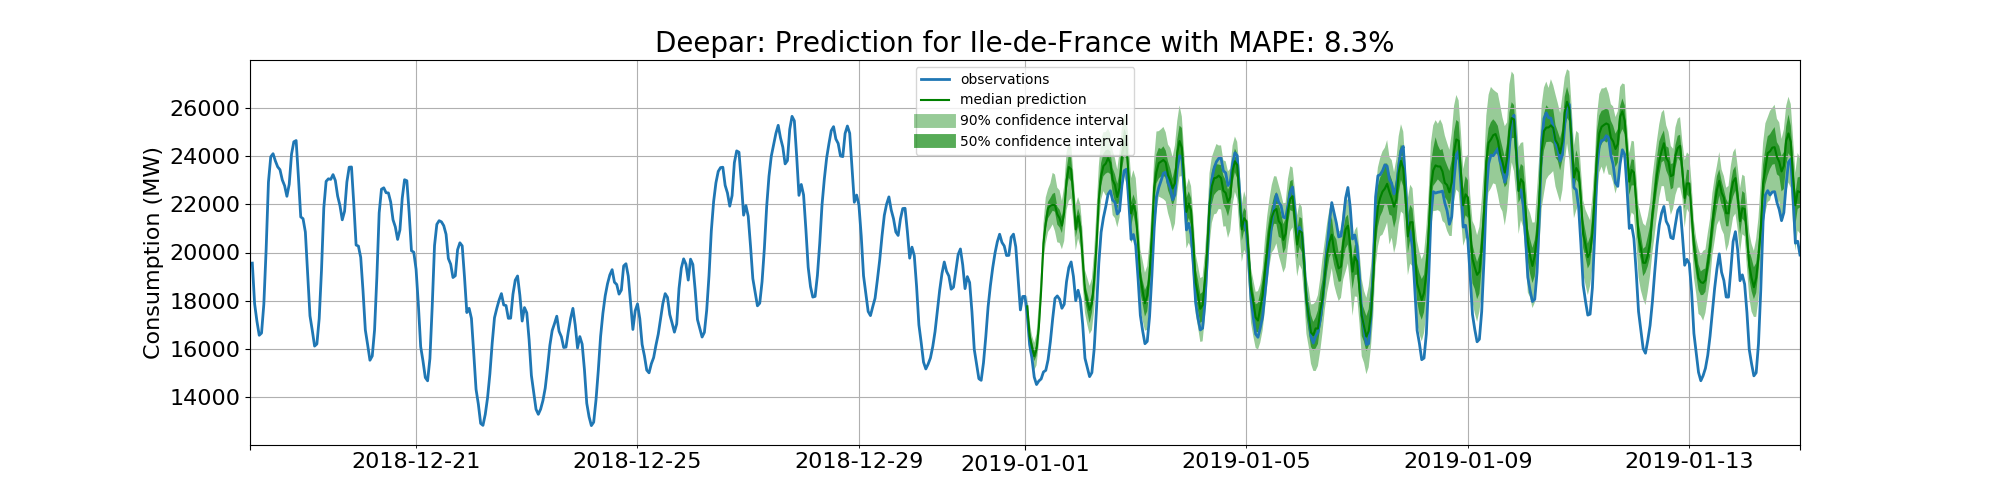 Deepar: Prediction for Ile-de-France with MAPE: 8.3%
observations
median prediction
90% confidence interval
50% confidence interval
Consumption (MW)
26000
24000
22000
20000
18000
16000
14000
2018-12-21
2018-12-25
2018-12-29
2019-01-01
2019-01-05
2019-01-09
2019-01-13